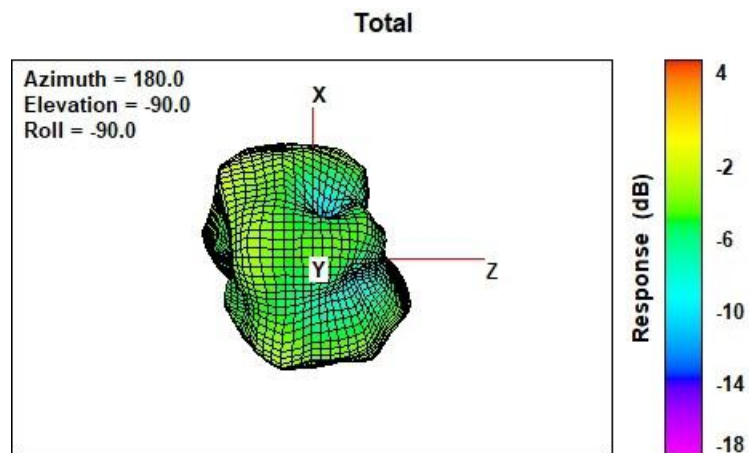 Total
Azimuth = 180.0
Elevation = -90.0
Roll = -90.0
X
Y
Z
4
-2
-6
-10
-14
-18
Response (dB)